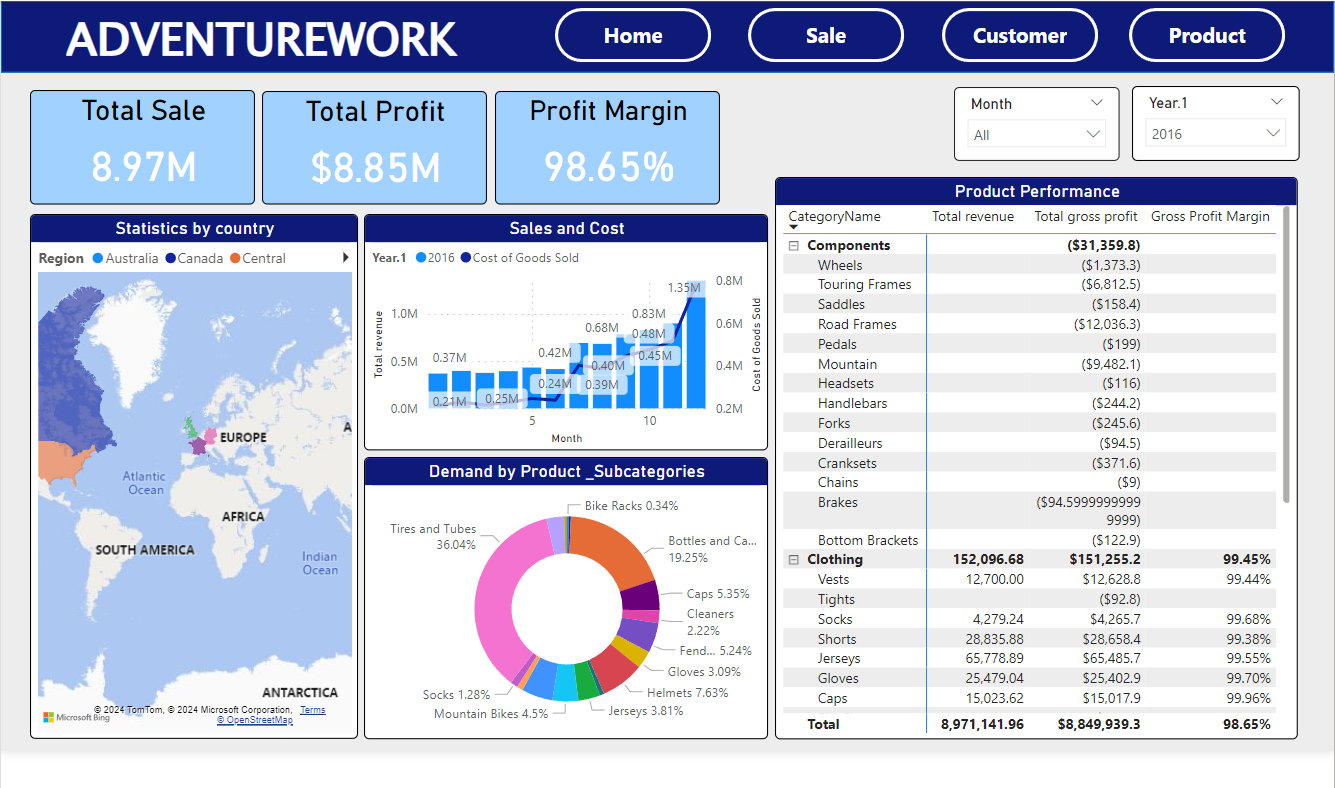 ADVENTUREWORK
Home
Sale
Customer
Product
Total Sale
8.97M
Total Profit
$8.85M
Profit Margin
98.65%
Month
All
Year.1
2016
Statistics by country
Region Australia Canada Central
EUROPE
Atlantic
Ocean
AFRICA
SOUTH AMERICA
Indian
Ocean
A
ANTARCTICA
Microsoft Bing
© 2024 TomTom, © 2024 Microsoft Corporation, Terms
© OpenStreetMap
Sales and Cost
Year.1 2016 Cost of Goods Sold
Total revenue
1.0M
0.5M
0.0M
0.37M
0.21M
0.25M
0.42M
0.24M
0.68M
0.40M
0.39M
0.83M
0.48M
0.45M
1.35M
0.8M
0.6M
0.4M
0.2M
Cost of Goods Sold
5
10
Month
Demand by Product _Subcategories
Bike Racks 0.34%
Tires and Tubes
36.04%
Bottles and Ca...
19.25%
Caps 5.35%
Cleaners
2.22%
Fend... 5.24%
Gloves 3.09%
Helmets 7.63%
Jerseys 3.81%
Mountain Bikes 4.5%
Socks 1.28%
Product Performance
CategoryName Total revenue Total gross profit Gross Profit Margin
Components ($31,359.8)
Wheels ($1,373.3)
Touring Frames ($6,812.5)
Saddles ($158.4)
Road Frames ($12,036.3)
Pedals ($199)
Mountain ($9,482.1)
Headsets ($116)
Handlebars ($244.2)
Forks ($245.6)
Derailleurs ($94.5)
Cranksets ($371.6)
Chains ($9)
Brakes ($94.5999999999
9999)
Bottom Brackets ($122.9)
Clothing 152,096.68 $151,255.2 99.45%
Vests 12,700.00 $12,628.8 99.44%
Tights ($92.8)
Socks 4,279.24 $4,265.7 99.68%
Shorts 28,835.88 $28,658.4 99.38%
Jerseys 65,778.89 $65,485.7 99.55%
Gloves 25,479.04 $25,402.9 99.70%
Caps 15,023.62 $15,017.9 99.96%
Total 8,971,141.96 $8,849,939.3 98.65%